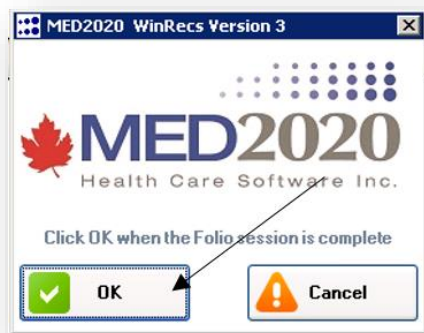 MED2020 WinRecs Version 3
MED2020
Health Care Software Inc.
Click OK when the Folio session is complete
OK
Cancel